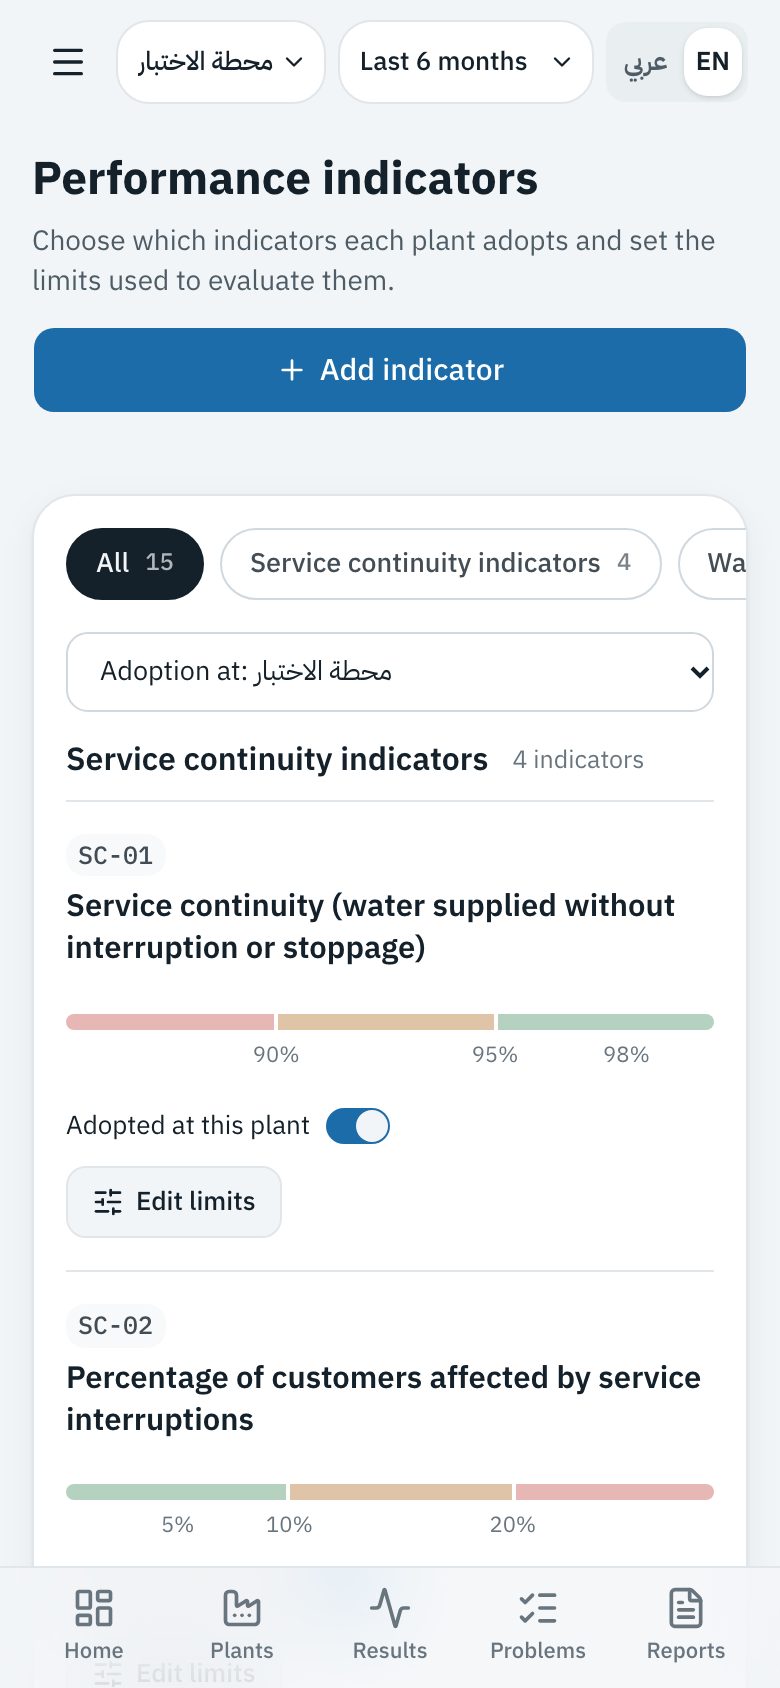 محطة الاختبار
Last 6 months
عربي
EN
Performance indicators
Choose which indicators each plant adopts and set the
limits used to evaluate them.
+ Add indicator
All 15
Service continuity indicators 4
Wa
Adoption at: محطة الاختبار
Service continuity indicators 4 indicators
SC-01
Service continuity (water supplied without
interruption or stoppage)
90% 95% 98%
Adopted at this plant
Edit limits
SC-02
Percentage of customers affected by service
interruptions
5% 10% 20%
Edit limits
Home Plants Results Problems Reports